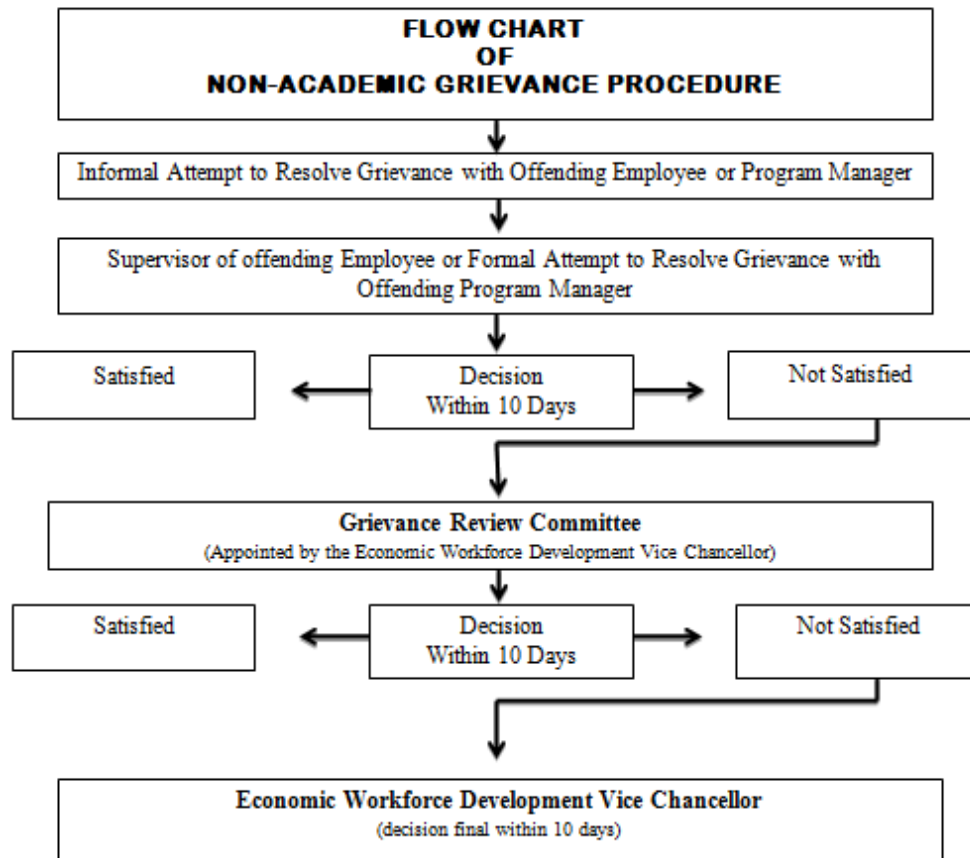 FLOW CHART
OF
NON-ACADEMIC GRIEVANCE PROCEDURE
Informal Attempt to Resolve Grievance with Offending Employee or Program Manager
Supervisor of offending Employee or Formal Attempt to Resolve Grievance with
Offending Program Manager
Satisfied
Decision
Within 10 Days
Not Satisfied
Grievance Review Committee
(Appointed by the Economic Workforce Development Vice Chancellor)
Satisfied
Decision
Within 10 Days
Not Satisfied
Economic Workforce Development Vice Chancellor
(decision final within 10 days)